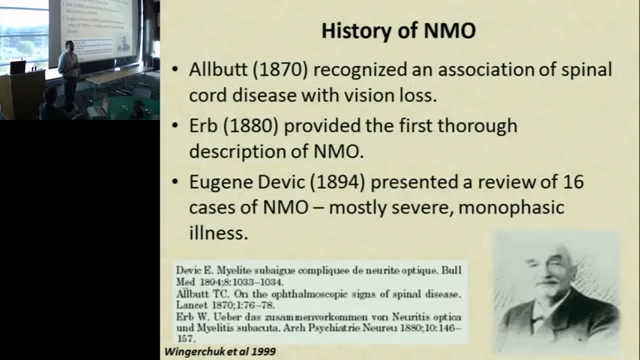 History of NMO
• Allbutt (1870) recognized an association of spinal
cord disease with vision loss.
• Erb (1880) provided the first thorough
description of NMO.
• Eugene Devic (1894) presented a review of 16
cases of NMO – mostly severe, monophasic
illness.
Devic E. Myelite subaigue compliquee de neurite optique. Bull
Med 1894;8:1033–1034.
Allbutt TC. On the ophthalmoscopic signs of spinal disease.
Lancet 1870;1:76–78.
Erb W. Ueber das zusammenvorkommen von Neuritis optica
und Myelitis subacuta. Arch Psychiatrie Neureu 1880;10:146–
157.
Wingerchuk et al 1999